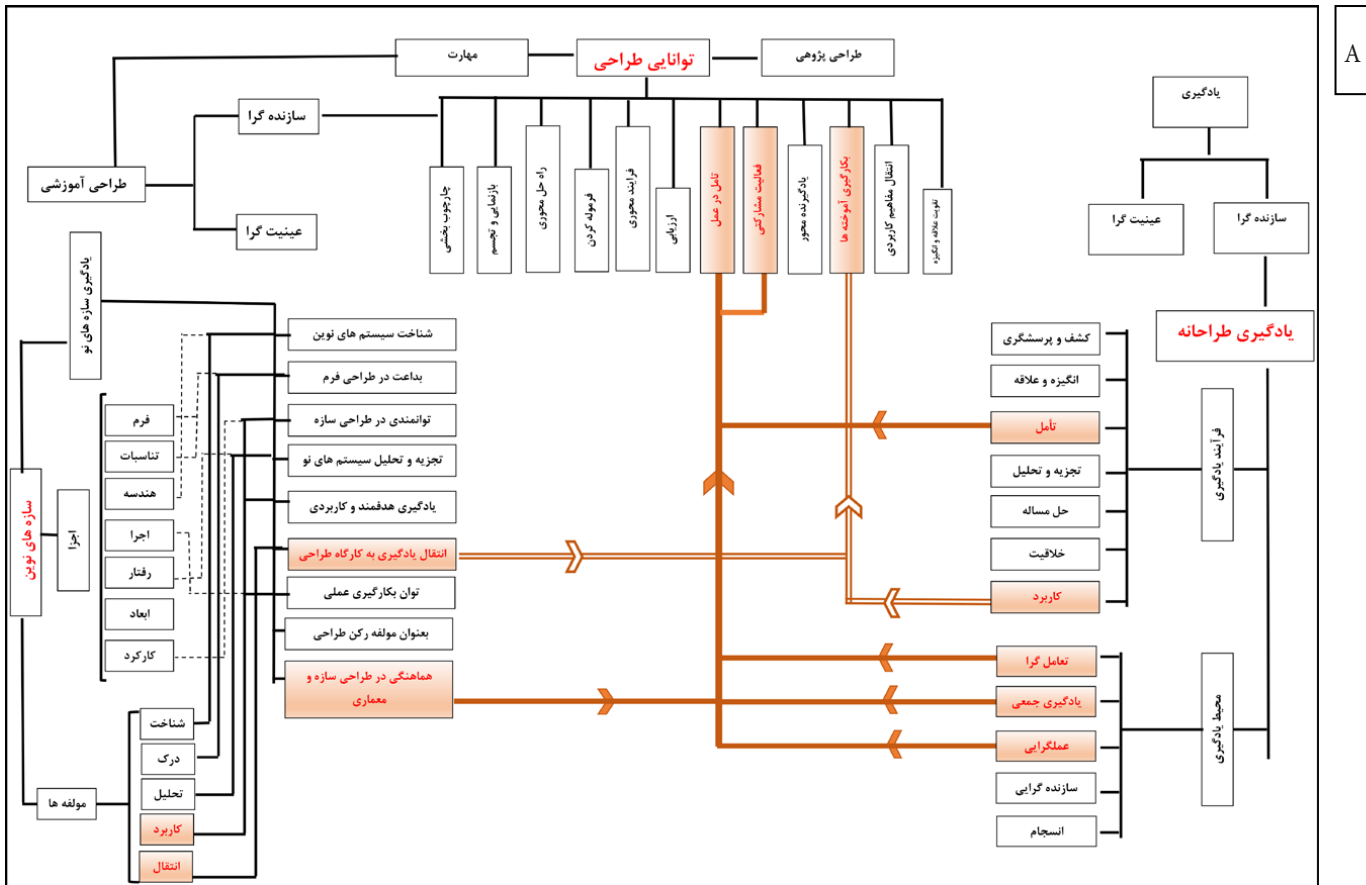 A
طراحی پژوهی
توانایی طراحی
مهارت
یادگیری
سازنده گرا
عینیت گرا
یادگیری طراحانه
سازنده گرا
طراحی آموزشی
عینیت گرا
تقویت علاقه و انگیزه
انتقال مفاهیم کاربردی
بکارگیری آموخته ها
یادگیرنده محور
فعالیت مشارکتی
تامل در عمل
ارزیابی
فرایند محوری
فرموله کردن
راه حل محوری
بازنمایی و تجسم
چارچوب بخشی
فرآیند یادگیری
کشف و پرسشگری
انگیزه و علاقه
تأمل
تجزیه و تحلیل
حل مساله
خلاقیت
کاربرد
محیط یادگیری
تعامل گرا
یادگیری جمعی
عملگرایی
سازنده گرایی
انسجام
شناخت سیستم های نوین
بداعت در طراحی فرم
توانمندی در طراحی سازه
تجزیه و تحلیل سیستم های نو
یادگیری هدفمند و کاربردی
انتقال یادگیری به کارگاه طراحی
توان بکارگیری عملی
بعنوان مولفه رکن طراحی
هماهنگی در طراحی سازه و
معماری
یادگیری سازه های نو
سازه های نوین
اجزا
فرم
تناسبات
هندسه
اجرا
رفتار
ابعاد
کارکرد
مولفه ها
شناخت
درک
تحلیل
کاربرد
انتقال